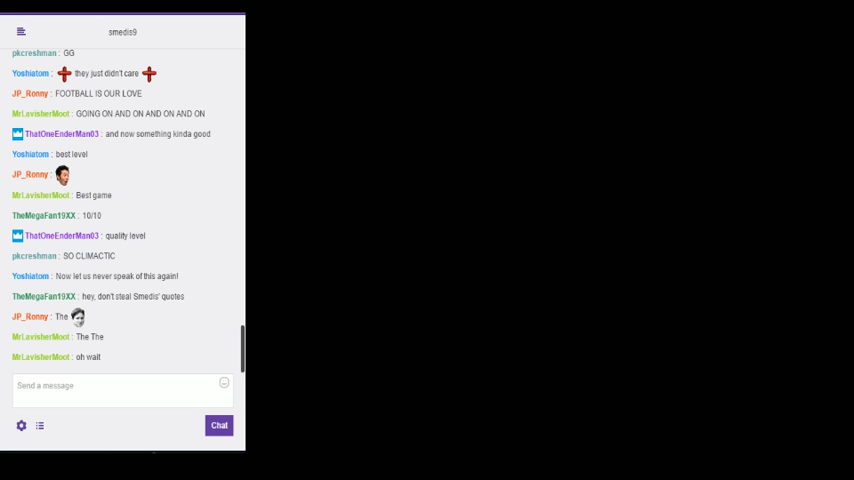 smedis9
pkcreshman : GG
Yoshiatom : they just didn't care
JP_Ronny : FOOTBALL IS OUR LOVE
MrLavisherMoot : GOING ON AND ON AND ON AND ON
ThatOneEnderMan03 : and now something kinda good
Yoshiatom : best level
JP_Ronny :
MrLavisherMoot : Best game
TheMegaFan19XX : 10/10
ThatOneEnderMan03 : quality level
pkcreshman : SO CLIMACTIC
Yoshiatom : Now let us never speak of this again!
TheMegaFan19XX : hey, don't steal Smedis' quotes
JP_Ronny : The
MrLavisherMoot : The The
MrLavisherMoot : oh wait
Send a message
Chat